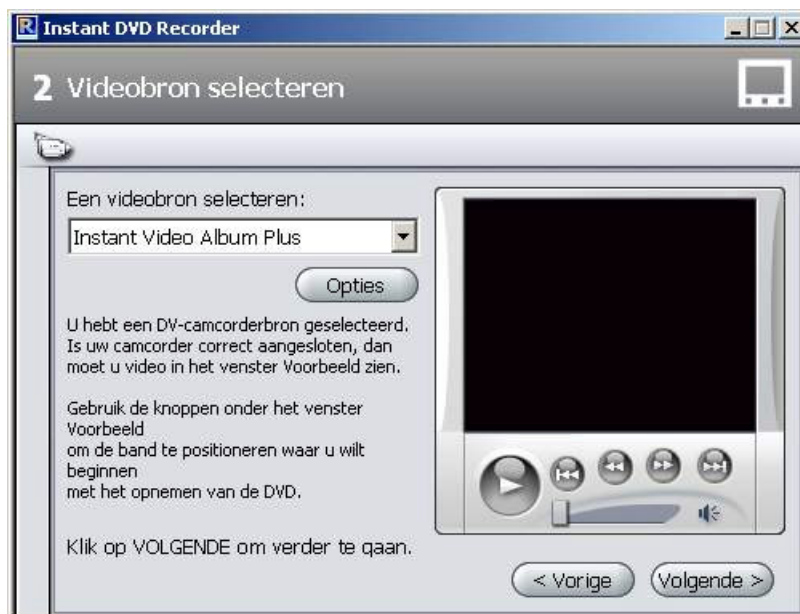 Instant DVD Recorder
2 Videobron selecteren
Een videobron selecteren:
Instant Video Album Plus
Opties
U hebt een DV-camcorderbron geselecteerd.
Is uw camcorder correct aangesloten, dan
moet u video in het venster Voorbeeld zien.
Gebruik de knoppen onder het venster
Voorbeeld
om de band te positioneren waar u wilt
beginnen
met het opnemen van de DVD.
Klik op VOLGENDE om verder te gaan.
< Vorige
Volgende >